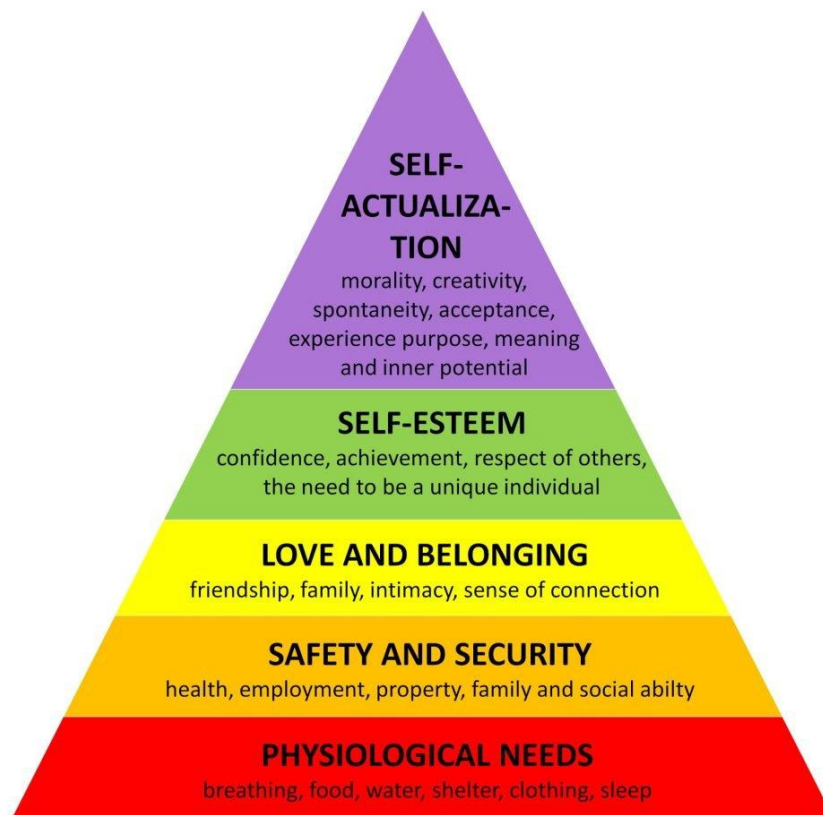 SELF-
ACTUALIZA-
TION
morality, creativity,
spontaneity, acceptance,
experience purpose, meaning
and inner potential
SELF-ESTEEM
confidence, achievement, respect of others,
the need to be a unique individual
LOVE AND BELONGING
friendship, family, intimacy, sense of connection
SAFETY AND SECURITY
health, employment, property, family and social abilty
PHYSIOLOGICAL NEEDS
breathing, food, water, shelter, clothing, sleep